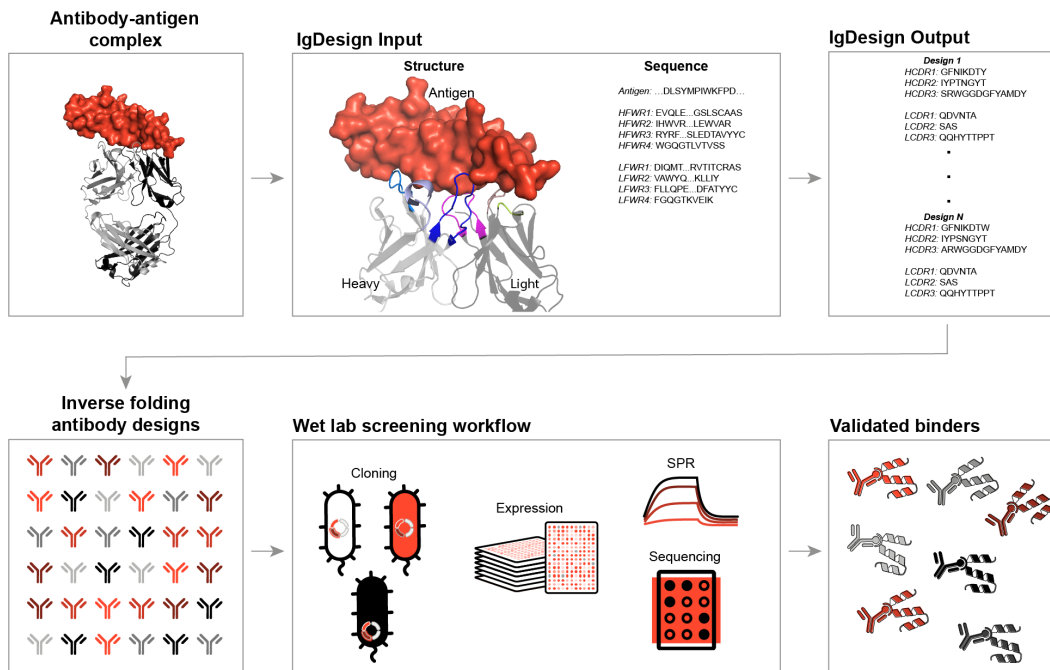 Antibody-antigen
complex
IgDesign Input
Structure
Antigen
Heavy
Light
Sequence
Antigen: ...DLSYMPIWKFPD...
HFWR1: EVQLE...GSLSCAAS
HFWR2: IHWVR...LEWVAR
HFWR3: RYRF...SLEDTAVYYC
HFWR4: WGQGTLVTVSS
LFWR1: DIQMT...RVTITCRAS
LFWR2: VAWYQ...KLLIY
LFWR3: FLLQPE...DFATYYC
LFWR4: FGQGTKVEIK
IgDesign Output
Design 1
HCDR1: GFNIKDTY
HCDR2: IYPTNGYT
HCDR3: SRWGGDGFYAMDY
LCDR1: QDVNTA
LCDR2: SAS
LCDR3: QQHYTTPPT
Design N
HCDR1: GFNIKDTW
HCDR2: IYPSNGYT
HCDR3: ARWGGDGFYAMDY
LCDR1: QDVNTA
LCDR2: SAS
LCDR3: QQHYTTPPT
Inverse folding
antibody designs
Wet lab screening workflow
Cloning
Expression
SPR
Sequencing
Validated binders